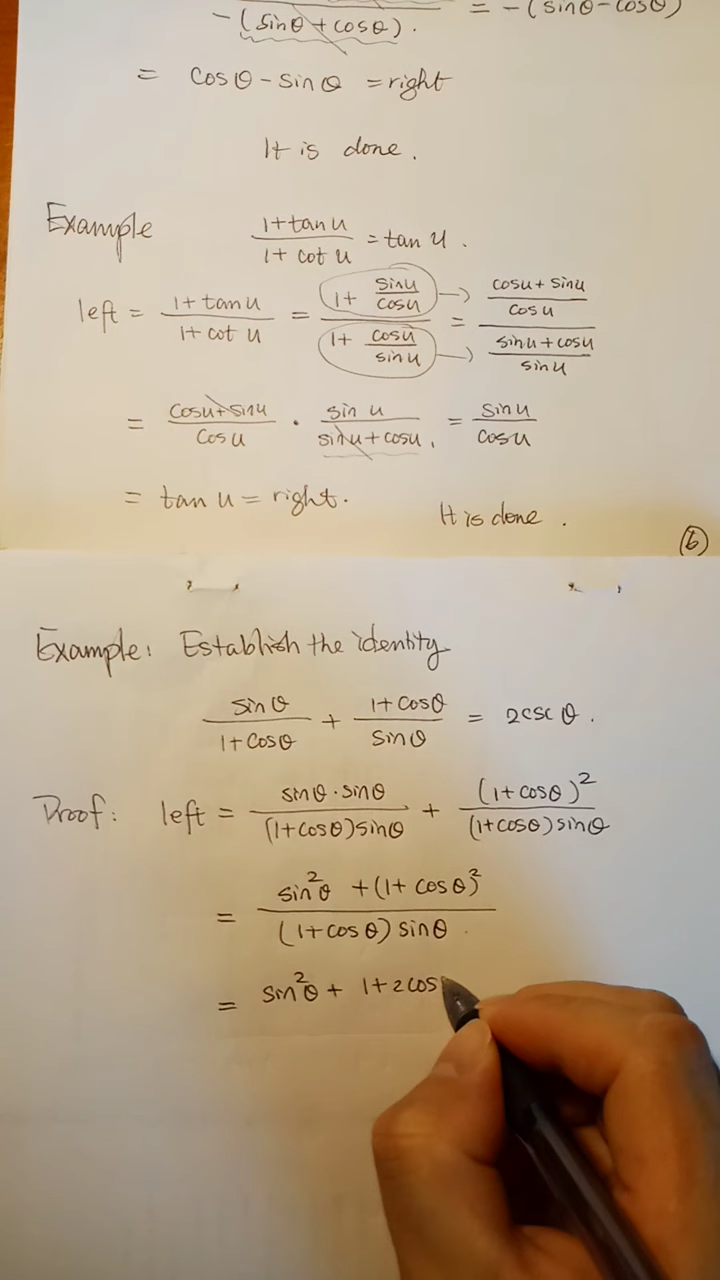 -(sinθ+cosθ). = -(sinθ-cosθ)
= cosθ-sinθ =right
It is done.
Example (1+tan u)/(1+cot u) = tan u.
left = (1+tan u)/(1+cot u) = (1+ sin u/cos u)/(1+ cos u/sin u) = ((cos u+sin u)/cos u)/((sin u+cos u)/sin u)
= (cos u+sin u)/cos u · sin u/(sin u+cos u) = sin u/cos u
= tan u = right. It is done.
6
Example: Establish the identity
sinθ/(1+cosθ) + (1+cosθ)/sinθ = 2cscθ.
Proof: left = sinθ·sinθ/((1+cosθ)sinθ) + (1+cosθ)²/((1+cosθ)sinθ)
= (sin²θ+(1+cosθ)²)/((1+cosθ)sinθ)
= sin²θ+ 1+2cos